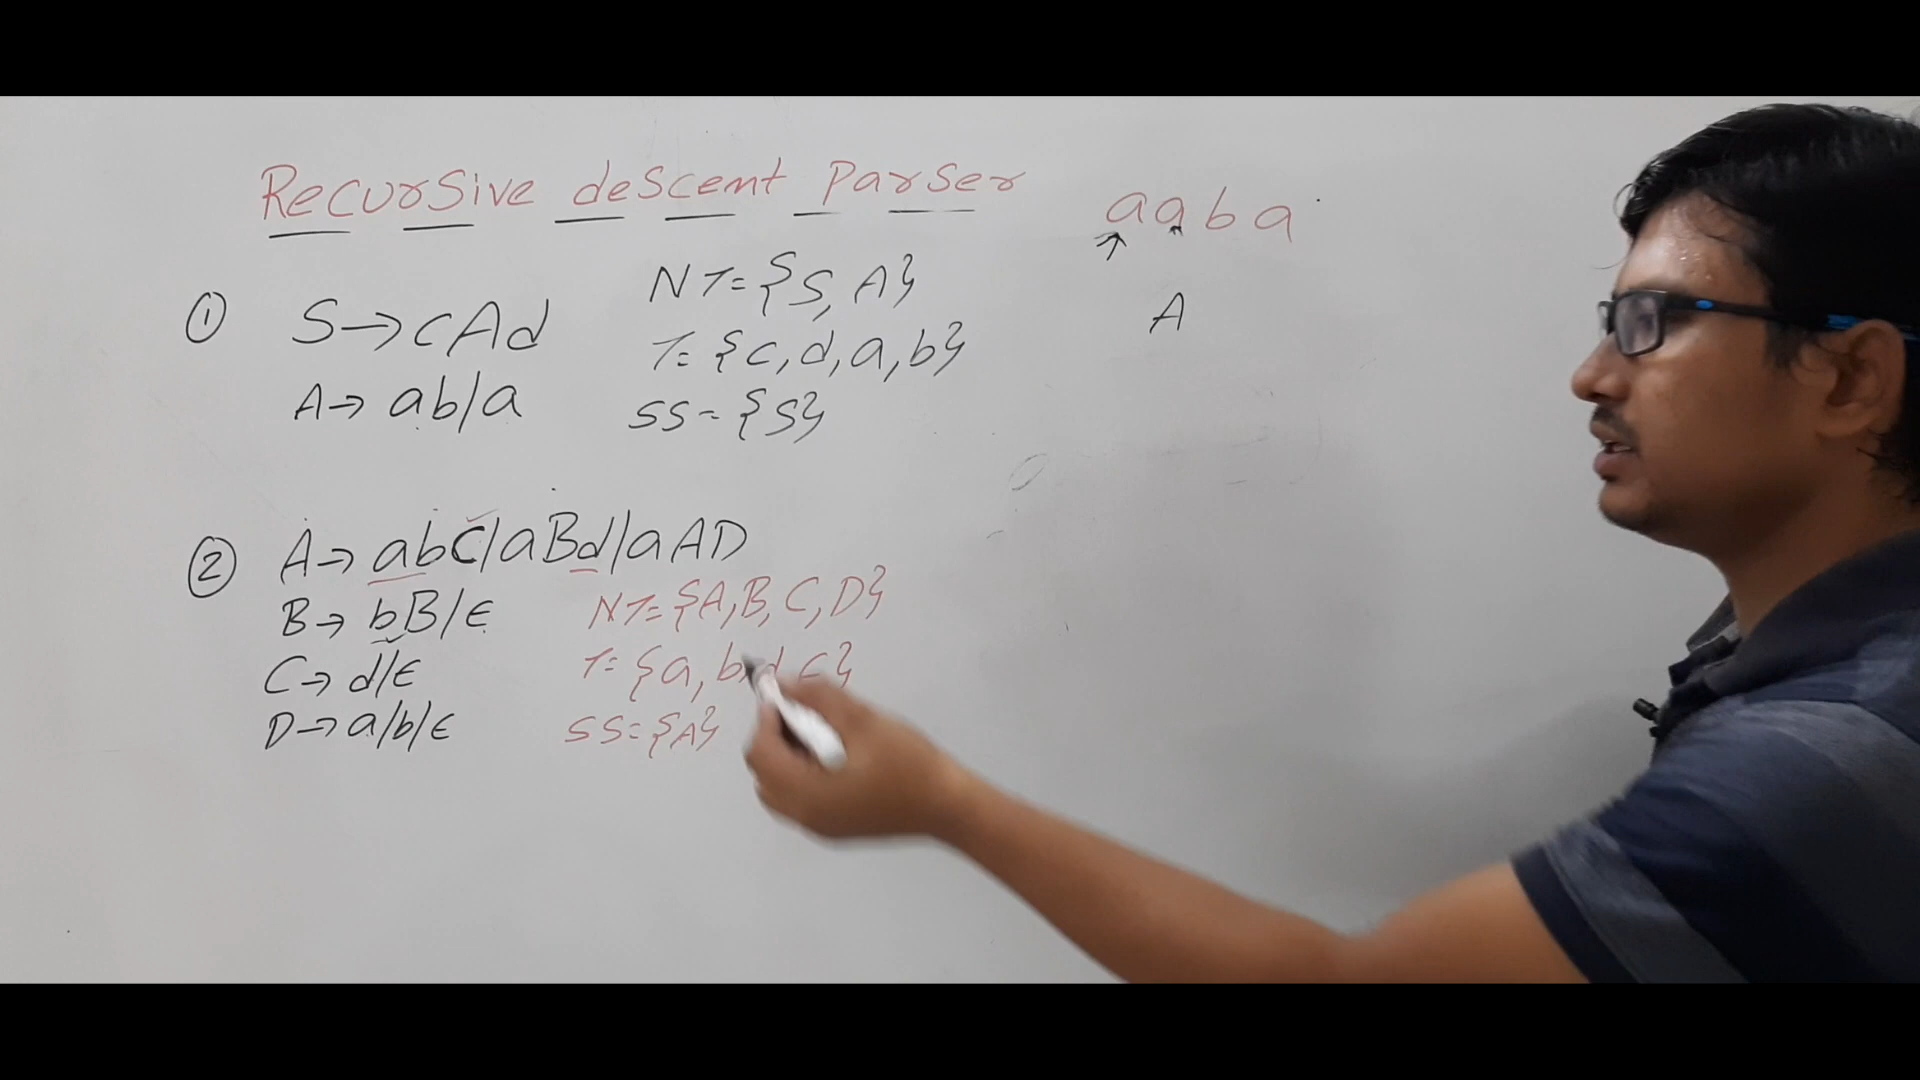 Recursive descent parser
① S→cAd
A→ab/a
NT={S,A}
T={c,d,a,b}
SS={S}
② A→abC/aBd/aAD
B→bB/ϵ
C→d/ϵ
D→a/b/ϵ
NT={A,B,C,D}
T={a,b,d,ϵ}
SS={A}
aaba
A